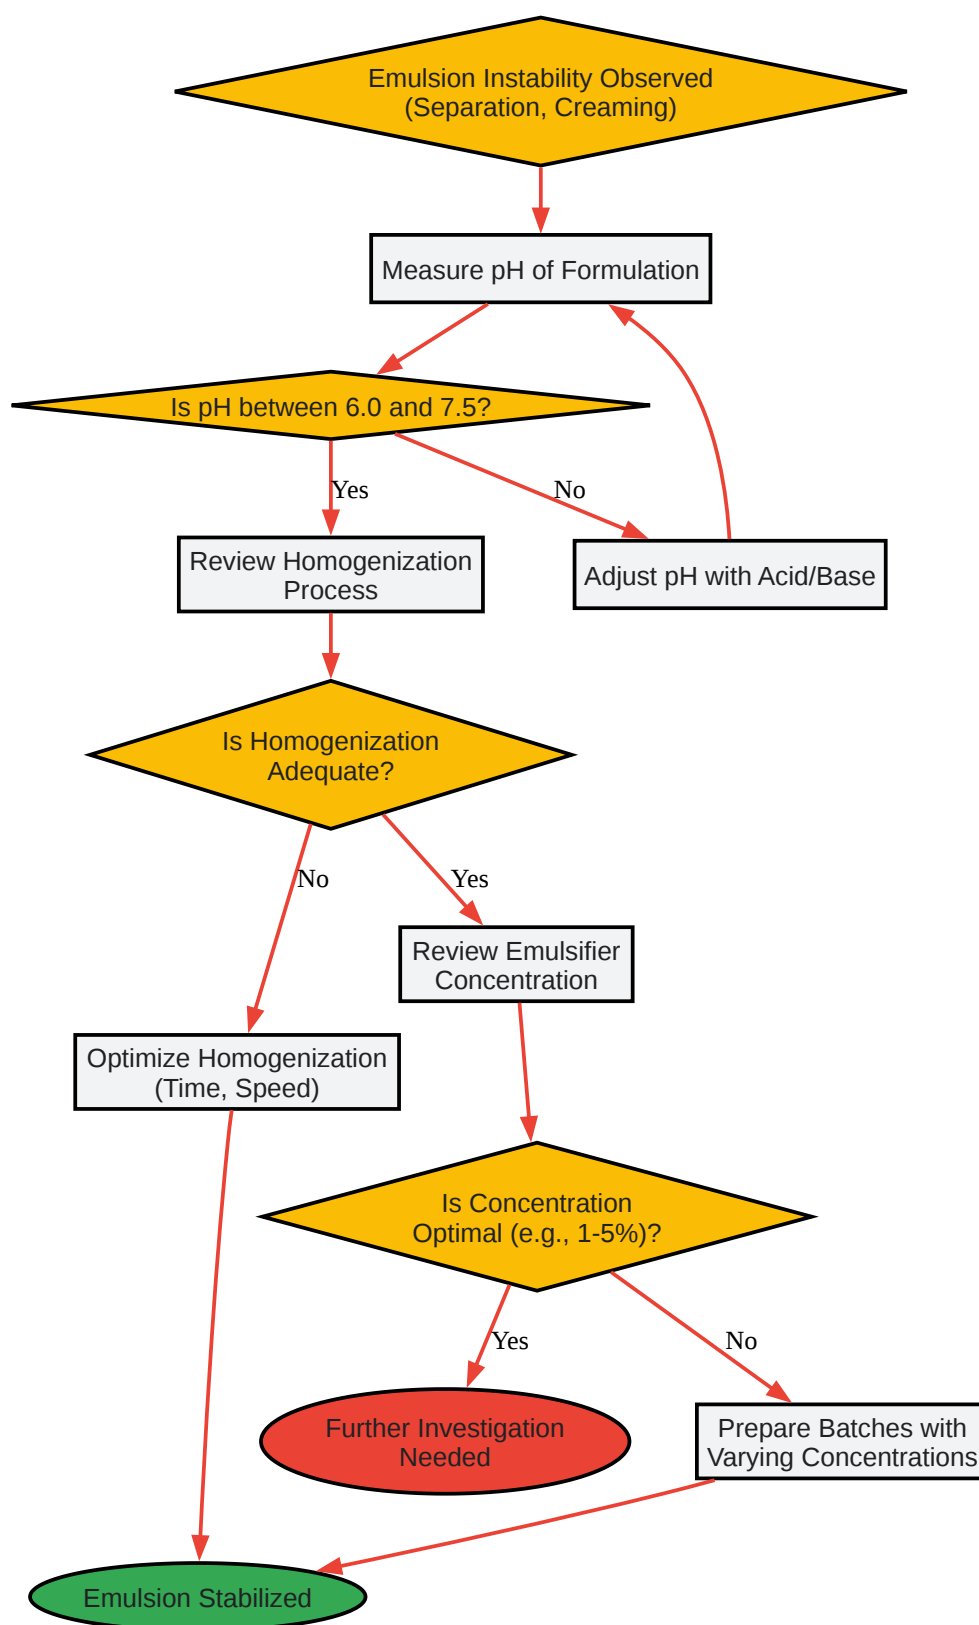 Emulsion Instability Observed
(Separation, Creaming)
Measure pH of Formulation
Is pH between 6.0 and 7.5?
Yes
No
Review Homogenization
Process
Adjust pH with Acid/Base
Is Homogenization
Adequate?
No
Yes
Review Emulsifier
Concentration
Optimize Homogenization
(Time, Speed)
Is Concentration
Optimal (e.g., 1-5%)?
Yes
No
Further Investigation
Needed
Prepare Batches with
Varying Concentrations
Emulsion Stabilized